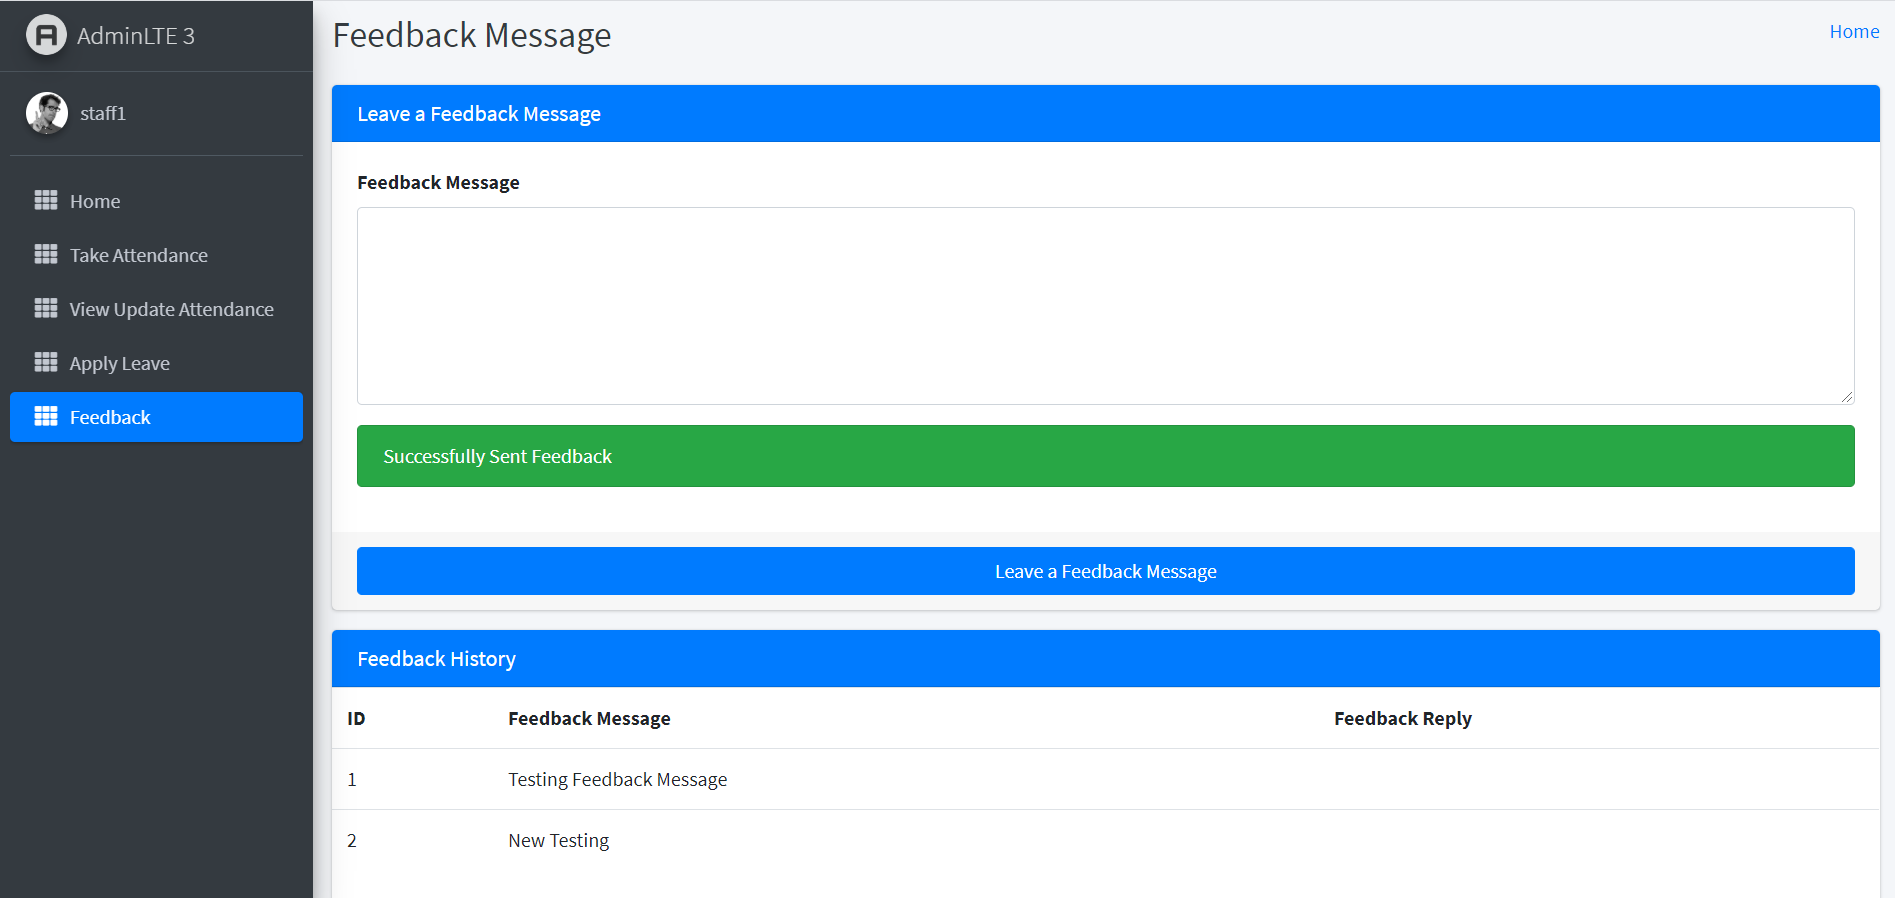 AdminLTE 3
staff1
Home
Take Attendance
View Update Attendance
Apply Leave
Feedback
Feedback Message
Home
Leave a Feedback Message
Feedback Message
Successfully Sent Feedback
Leave a Feedback Message
Feedback History
ID Feedback Message Feedback Reply
1 Testing Feedback Message
2 New Testing